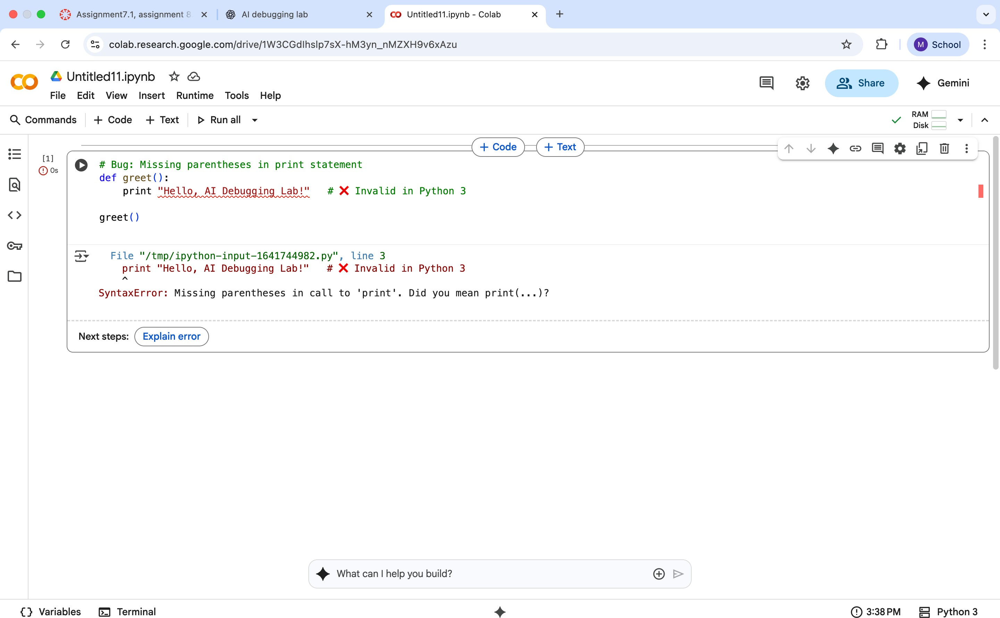 Assignment7.1, assignment 8
AI debugging lab
Untitled11.ipynb - Colab
colab.research.google.com/drive/1W3CGdIhslp7sX-hM3yn_nMZXH9v6xAzu
M School
Untitled11.ipynb
File Edit View Insert Runtime Tools Help
Share
Gemini
Commands + Code + Text Run all
RAM
Disk
+ Code + Text
[1]
0s
# Bug: Missing parentheses in print statement
def greet():
    print "Hello, AI Debugging Lab!"   # ❌ Invalid in Python 3
greet()
File "/tmp/ipython-input-1641744982.py", line 3
    print "Hello, AI Debugging Lab!"   # ❌ Invalid in Python 3
    ^
SyntaxError: Missing parentheses in call to 'print'. Did you mean print(...)?
Next steps: Explain error
What can I help you build?
{} Variables Terminal
3:38 PM Python 3